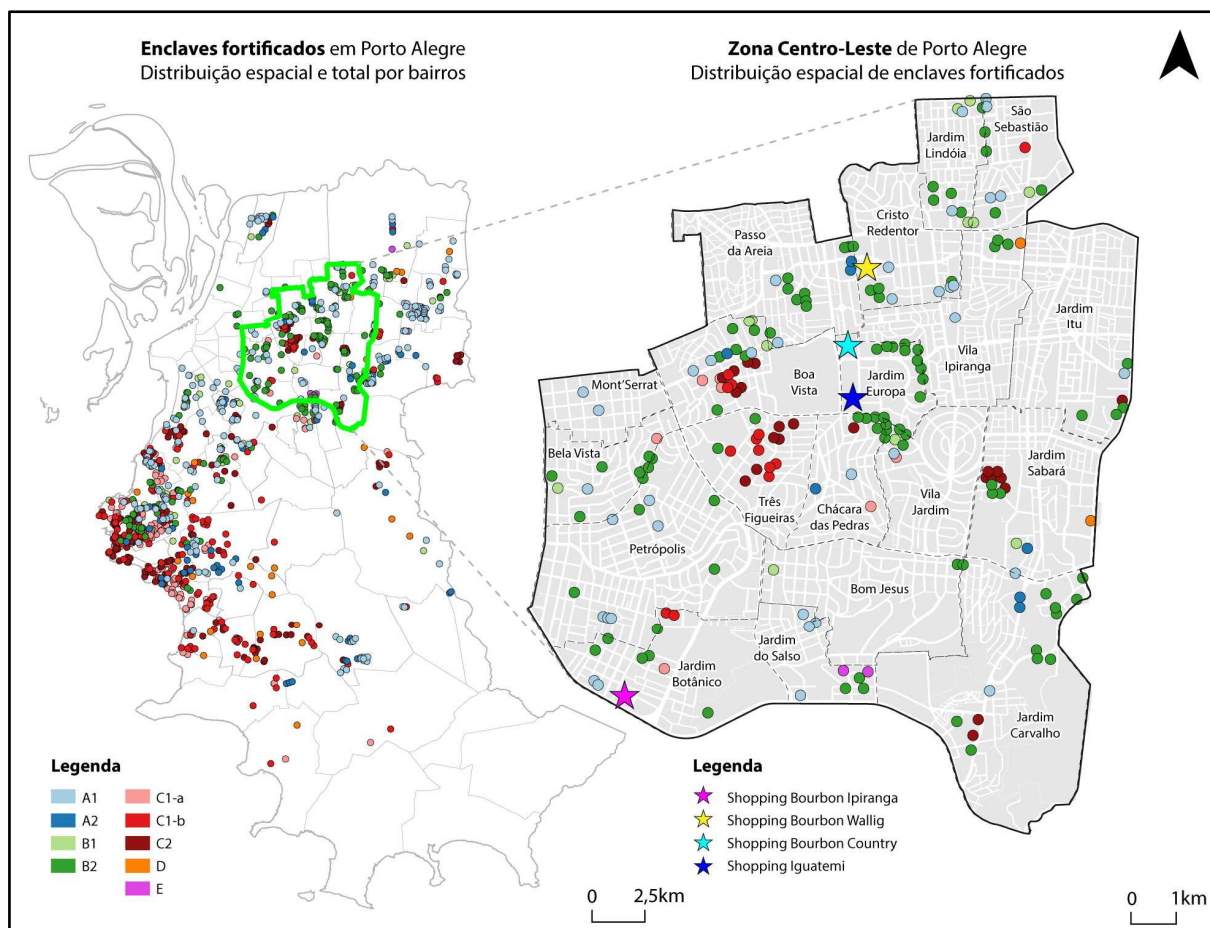 Enclaves fortificados em Porto Alegre
Distribuição espacial e total por bairros
Zona Centro-Leste de Porto Alegre
Distribuição espacial de enclaves fortificados
São
Sebastião
Jardim
Lindóia
Cristo
Redentor
Passo
da Areia
Jardim
Itu
Vila
Ipiranga
Boa
Vista
Jardim
Europa
Mont'Serrat
Bela Vista
Jardim
Sabará
Três
Figueiras
Chácara
das Pedras
Vila
Jardim
Petrópolis
Bom Jesus
Jardim
do Salso
Jardim
Botânico
Jardim
Carvalho
Legenda
A1
A2
B1
B2
C1-a
C1-b
C2
D
E
0 2,5km
Legenda
Shopping Bourbon Ipiranga
Shopping Bourbon Wallig
Shopping Bourbon Country
Shopping Iguatemi
0 1km